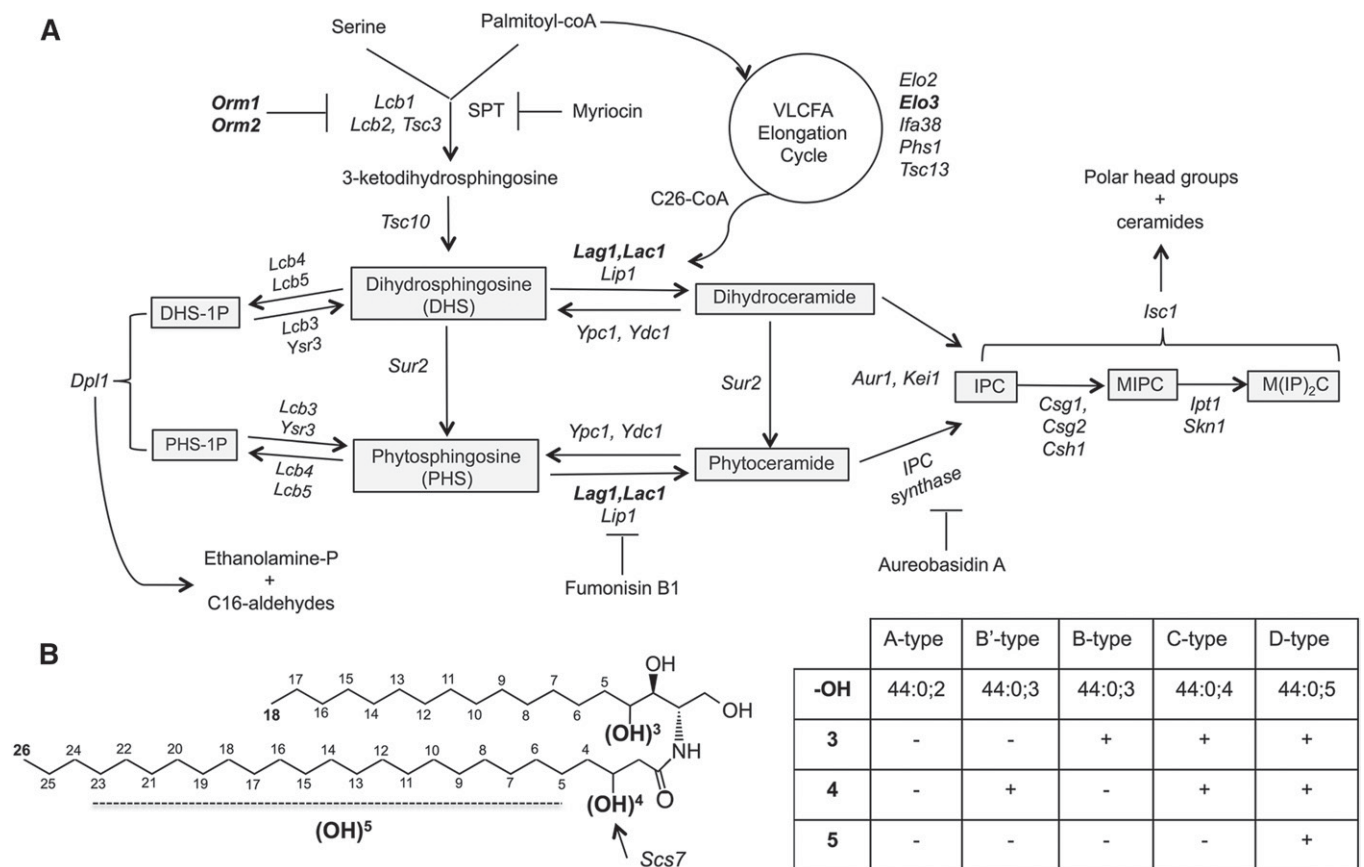 A
Serine
Palmitoyl-coA
Orm1
Orm2
Lcb1
Lcb2, Tsc3
SPT
Myriocin
VLCFA
Elongation
Cycle
Elo2
Elo3
Ifa38
Phs1
Tsc13
3-ketodihydrosphingosine
C26-CoA
Tsc10
Polar head groups
+
ceramides
Lcb4
Lcb5
Dihydrosphingosine
(DHS)
Lag1,Lac1
Lip1
Dihydroceramide
DHS-1P
Lcb3
Ysr3
Ypc1, Ydc1
Isc1
Dpl1
Sur2
Sur2
Aur1, Kei1
IPC
MIPC
M(IP)2C
Csg1,
Csg2
Csh1
Ipt1
Skn1
Lcb3
Ysr3
PHS-1P
Lcb4
Lcb5
Phytosphingosine
(PHS)
Ypc1, Ydc1
Lag1,Lac1
Lip1
Phytoceramide
IPC
synthase
Ethanolamine-P
+
C16-aldehydes
Fumonisin B1
Aureobasidin A
B
OH
17 15 13 11 9 7 5
18 16 14 12 10 8 6
OH
(OH)3
NH
26 24 22 20 18 16 14 12 10 8 6 4
25 23 21 19 17 15 13 11 9 7 5
(OH)4
O
(OH)5
Scs7
A-type B'-type B-type C-type D-type
-OH 44:0;2 44:0;3 44:0;3 44:0;4 44:0;5
3 - - + + +
4 - + - + +
5 - - - - +